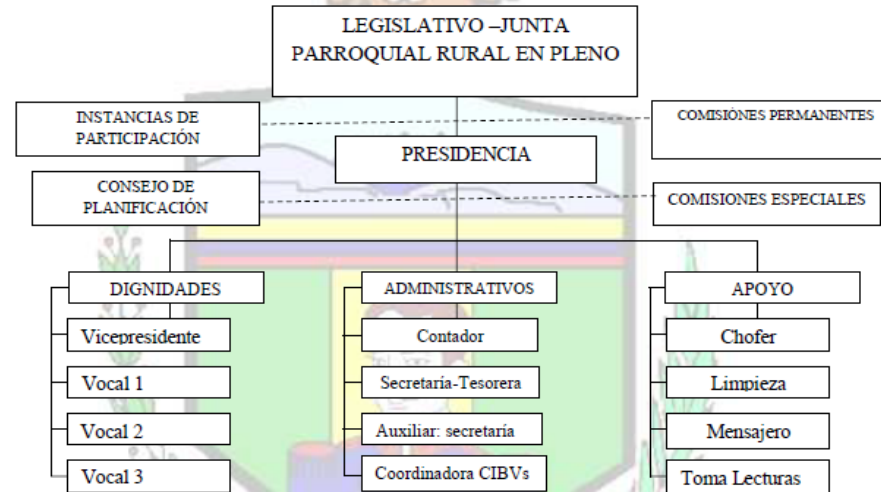 LEGISLATIVO –JUNTA
PARROQUIAL RURAL EN PLENO
INSTANCIAS DE
PARTICIPACIÓN
COMISIÓNES PERMANENTES
PRESIDENCIA
CONSEJO DE
PLANIFICACIÓN
COMISIONES ESPECIALES
DIGNIDADES
ADMINISTRATIVOS
APOYO
Vicepresidente
Contador
Chofer
Vocal 1
Secretaría-Tesorera
Limpieza
Vocal 2
Auxiliar: secretaría
Mensajero
Vocal 3
Coordinadora CIBVs
Toma Lecturas